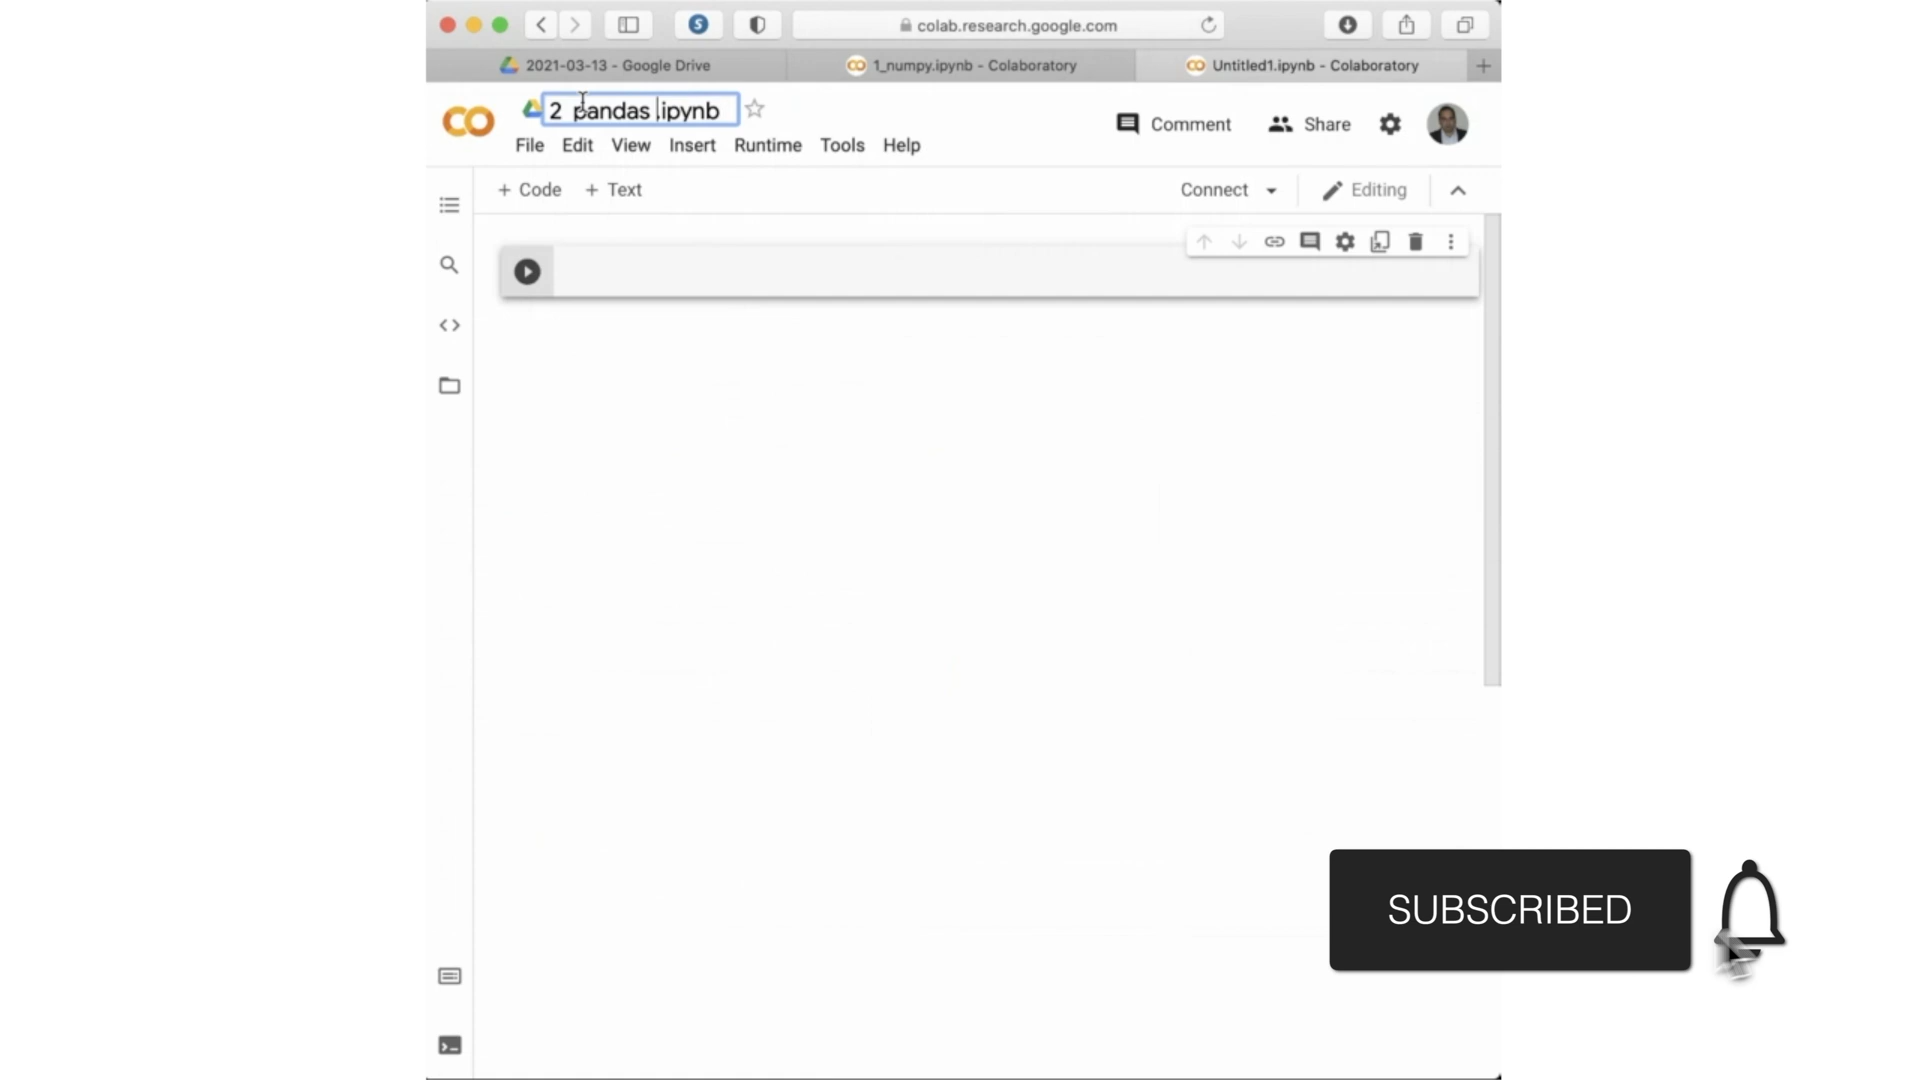 colab.research.google.com
2021-03-13 - Google Drive
1_numpy.ipynb - Colaboratory
Untitled1.ipynb - Colaboratory
2 pandas .ipynb
Comment
Share
File Edit View Insert Runtime Tools Help
+ Code + Text
Connect
Editing
SUBSCRIBED